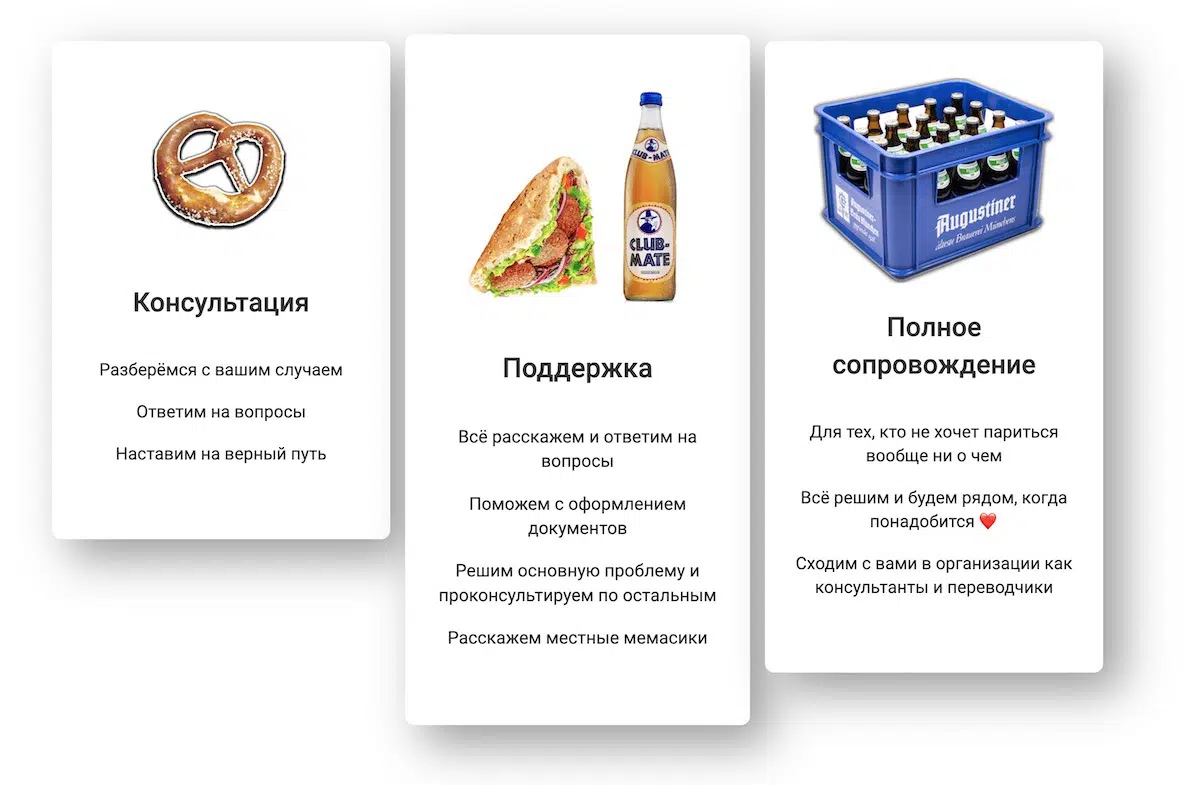 Консультация
Разберёмся с вашим случаем
Ответим на вопросы
Наставим на верный путь
CLUB-MATE
CLUB-
MATE
Поддержка
Всё расскажем и ответим на
вопросы
Поможем с оформлением
документов
Решим основную проблему и
проконсультируем по остальным
Расскажем местные мемасики
Augustiner
Полное
сопровождение
Для тех, кто не хочет париться
вообще ни о чем
Всё решим и будем рядом, когда
понадобится ❤️
Сходим с вами в организации как
консультанты и переводчики